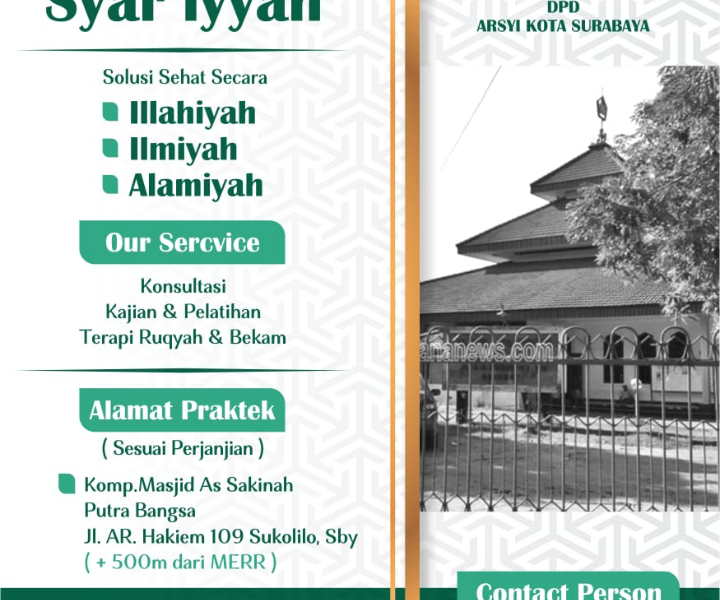 Syar'iyyah
Solusi Sehat Secara
Illahiyah
Ilmiyah
Alamiyah
Our Sercvice
Konsultasi
Kajian & Pelatihan
Terapi Ruqyah & Bekam
Alamat Praktek
( Sesuai Perjanjian )
Komp.Masjid As Sakinah
Putra Bangsa
Jl. AR. Hakiem 109 Sukolilo, Sby
( + 500m dari MERR )
DPD
ARSYI KOTA SURABAYA
ananews.com
Contact Person